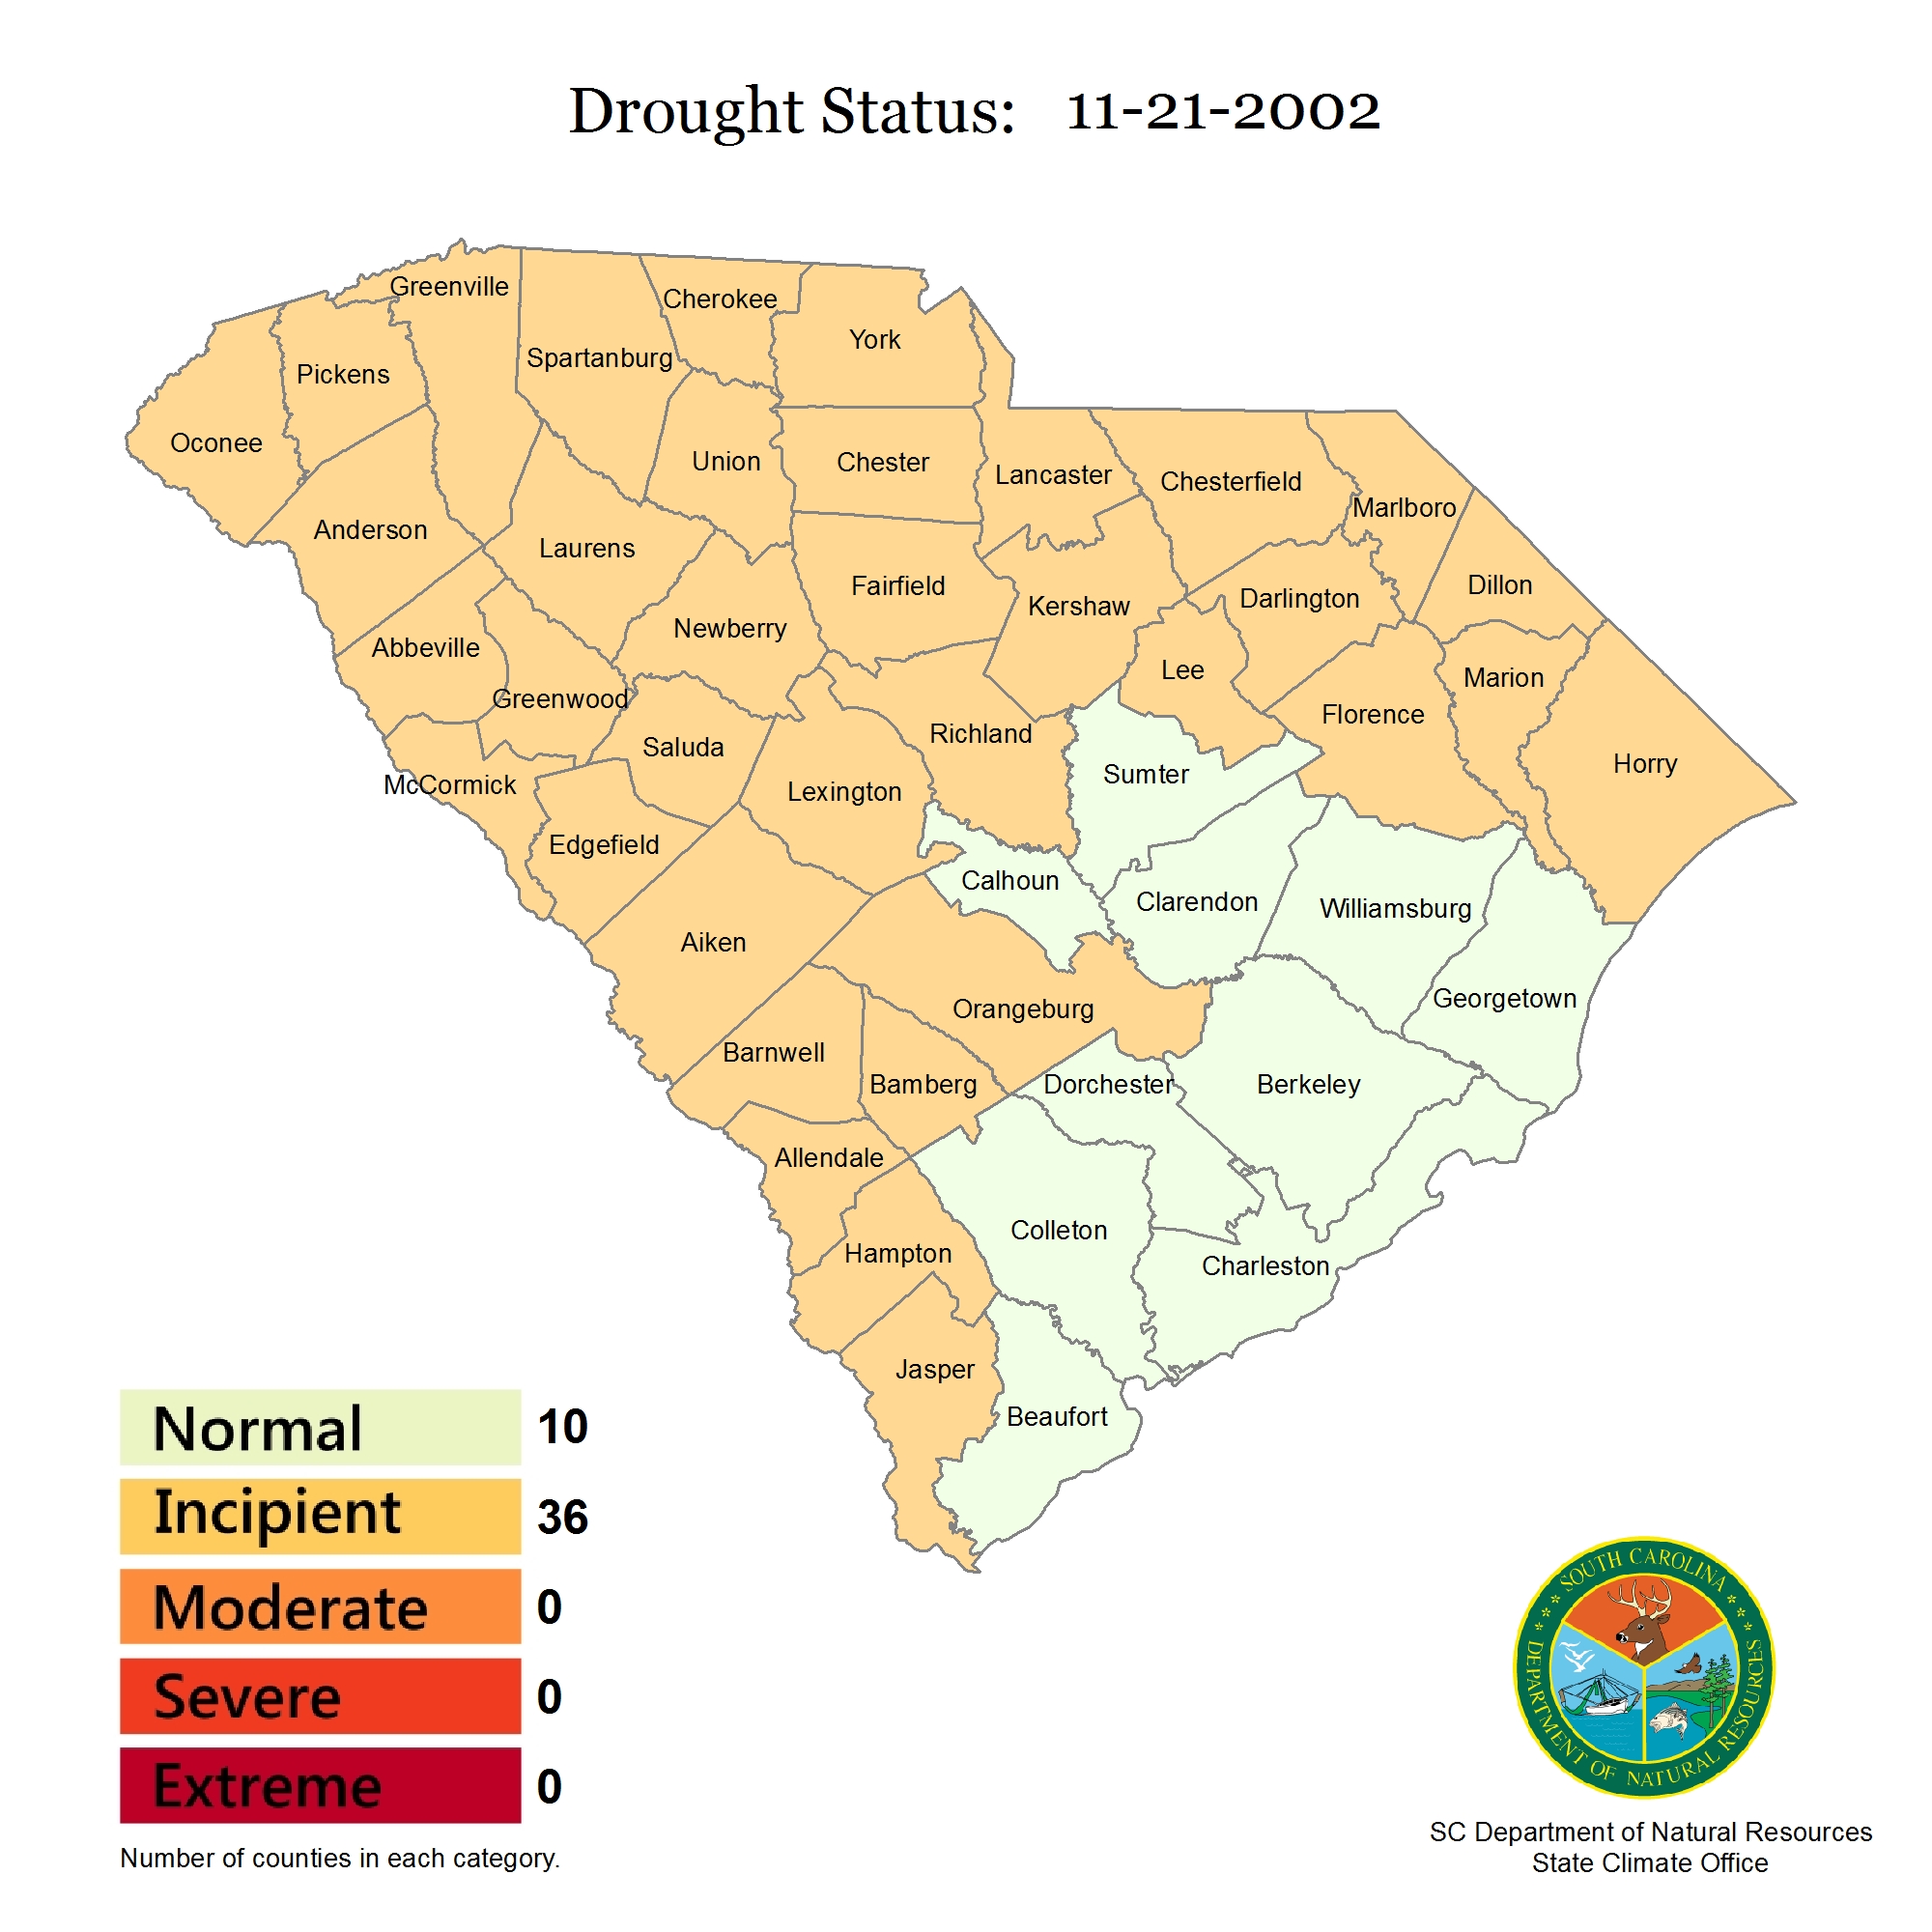 Drought Status: 11-21-2002
Greenville
Cherokee
York
Spartanburg
Pickens
Oconee
Union
Chester
Lancaster
Chesterfield
Marlboro
Anderson
Laurens
Fairfield
Kershaw
Darlington
Dillon
Abbeville
Newberry
Lee
Marion
Greenwood
Florence
Richland
Saluda
Horry
Sumter
McCormick
Lexington
Edgefield
Calhoun
Clarendon
Williamsburg
Aiken
Georgetown
Orangeburg
Barnwell
Bamberg
Dorchester
Berkeley
Allendale
Colleton
Hampton
Charleston
Jasper
Beaufort
Normal 10
Incipient 36
Moderate 0
Severe 0
Extreme 0
Number of counties in each category.
SOUTH CAROLINA
DEPARTMENT OF NATURAL RESOURCES
SC Department of Natural Resources
State Climate Office